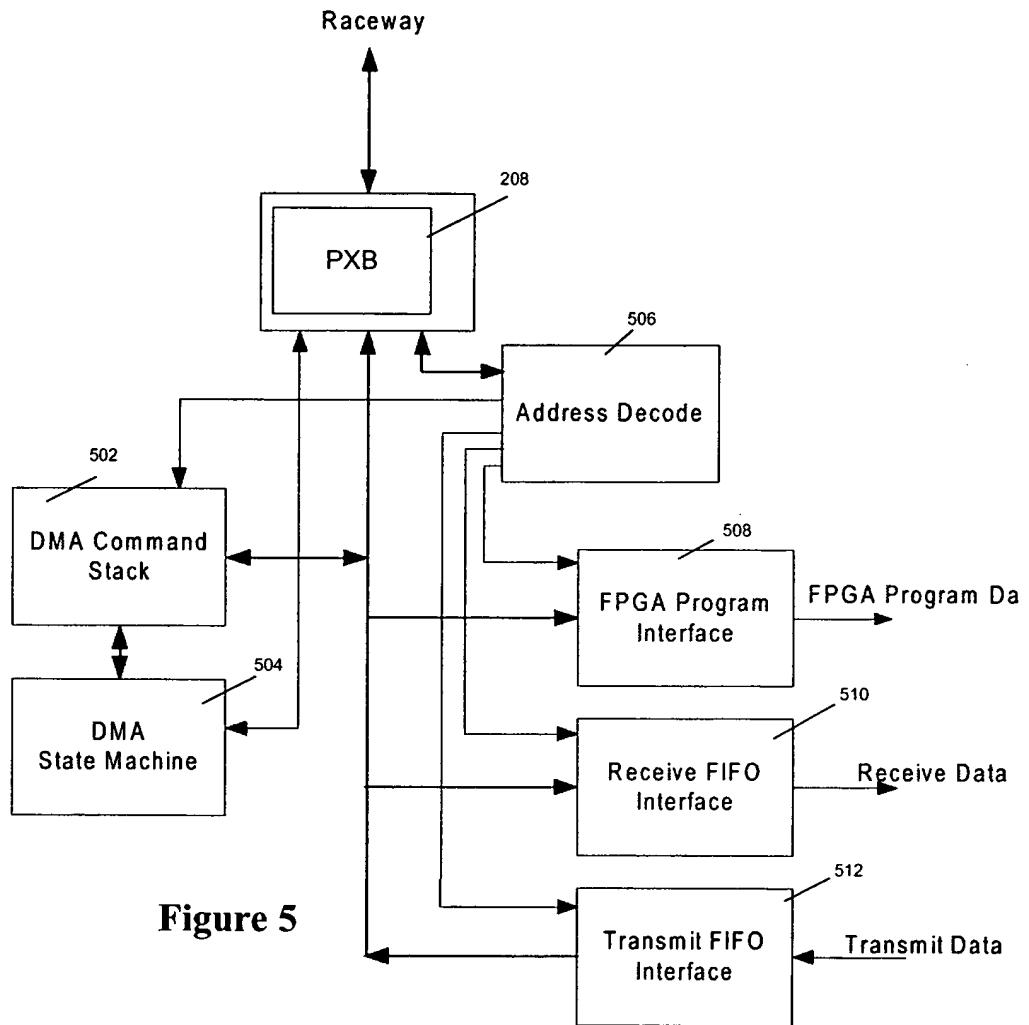 Raceway
208
PXB
506
Address Decode
502
DMA Command
Stack
508
FPGA Program
Interface
FPGA Program Da
504
DMA
State Machine
510
Receive FIFO
Interface
Receive Data
512
Transmit FIFO
Interface
Transmit Data
Figure 5